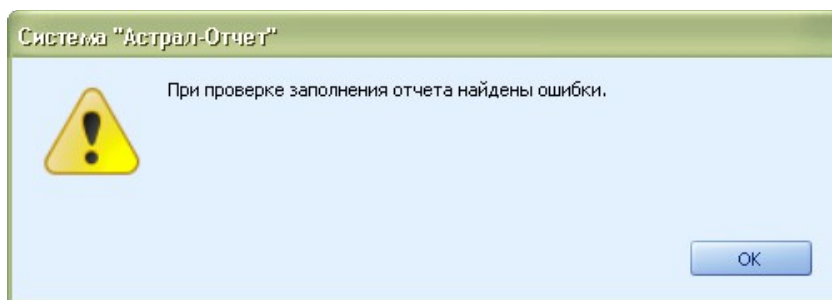 Система "Астрал-Отчет"
При проверке заполнения отчета найдены ошибки.
OK